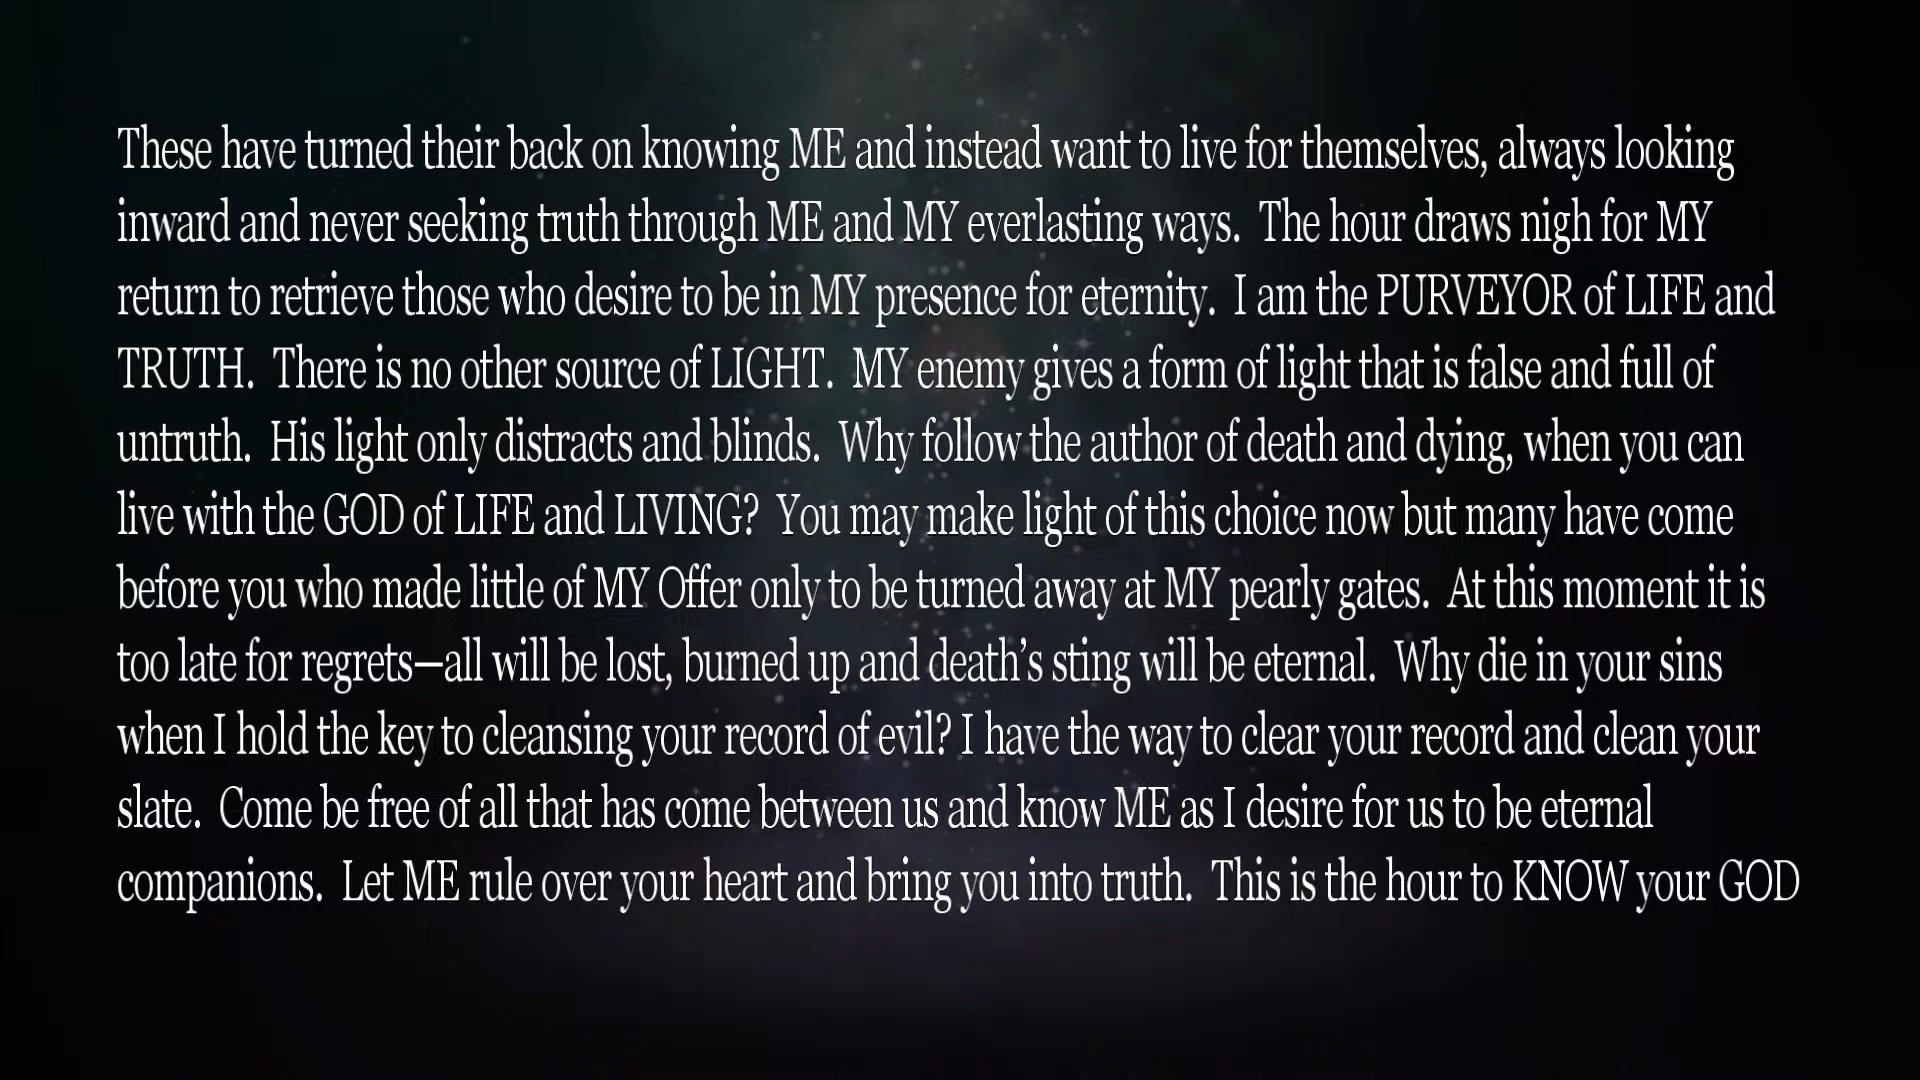 These have turned their back on knowing ME and instead want to live for themselves, always looking
inward and never seeking truth through ME and MY everlasting ways.  The hour draws nigh for MY
return to retrieve those who desire to be in MY presence for eternity.  I am the PURVEYOR of LIFE and
TRUTH.  There is no other source of LIGHT.  MY enemy gives a form of light that is false and full of
untruth.  His light only distracts and blinds.  Why follow the author of death and dying, when you can
live with the GOD of LIFE and LIVING?  You may make light of this choice now but many have come
before you who made little of MY Offer only to be turned away at MY pearly gates.  At this moment it is
too late for regrets—all will be lost, burned up and death’s sting will be eternal.  Why die in your sins
when I hold the key to cleansing your record of evil? I have the way to clear your record and clean your
slate.  Come be free of all that has come between us and know ME as I desire for us to be eternal
companions.  Let ME rule over your heart and bring you into truth.  This is the hour to KNOW your GOD